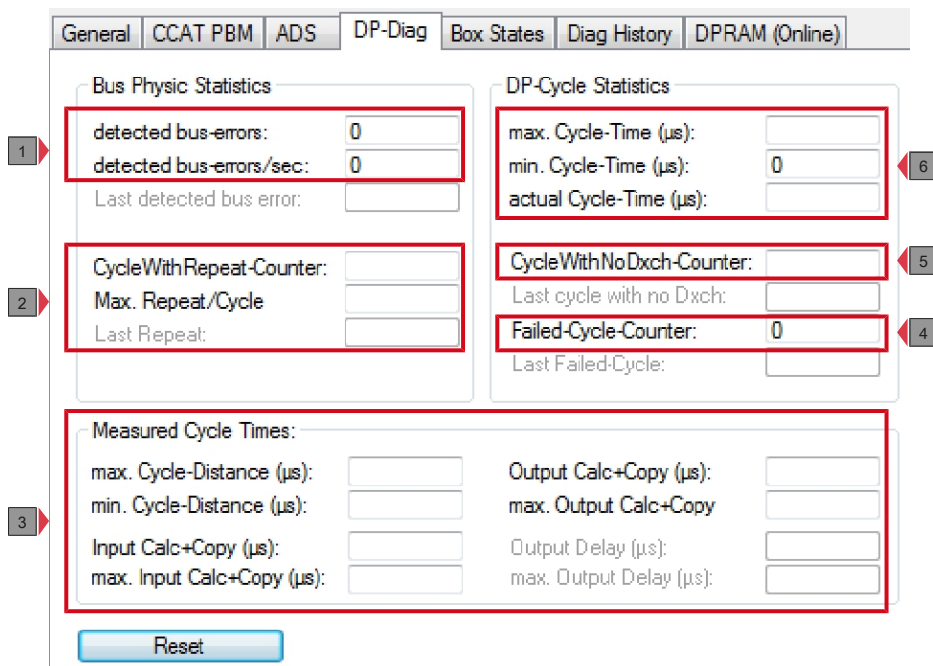 General CCAT PBM ADS DP-Diag Box States Diag History DPRAM (Online)
Bus Physic Statistics
detected bus-errors: 0
detected bus-errors/sec: 0
Last detected bus error:
CycleWithRepeat-Counter:
Max. Repeat/Cycle
Last Repeat:
DP-Cycle Statistics
max. Cycle-Time (µs):
min. Cycle-Time (µs): 0
actual Cycle-Time (µs):
CycleWithNoDxch-Counter:
Last cycle with no Dxch:
Failed-Cycle-Counter: 0
Last Failed-Cycle:
Measured Cycle Times:
max. Cycle-Distance (µs):
min. Cycle-Distance (µs):
Input Calc+Copy (µs):
max. Input Calc+Copy (µs):
Output Calc+Copy (µs):
max. Output Calc+Copy
Output Delay (µs):
max. Output Delay (µs):
Reset
1
2
3
6
5
4